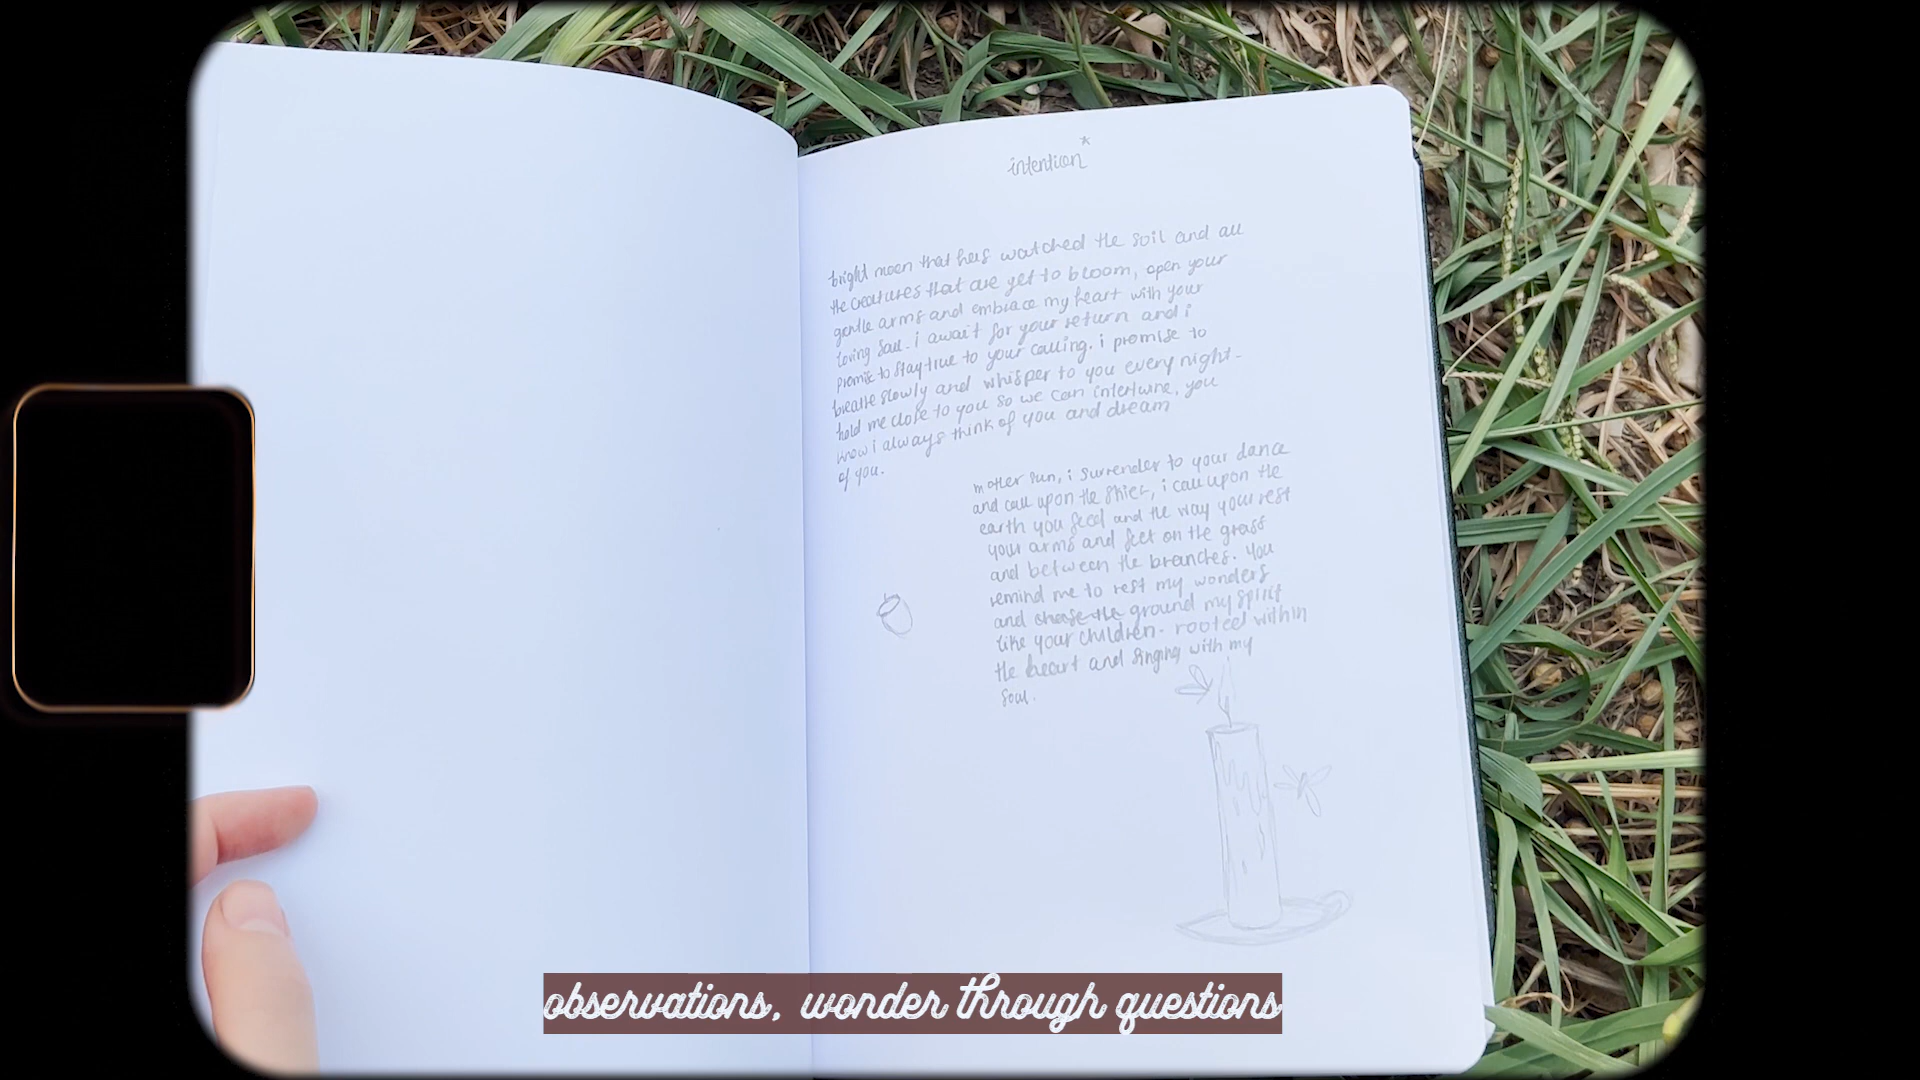 intention*
bright moon that has watched the soil and all
the creatures that are yet to bloom, open your
gentle arms and embrace my heart with your
loving soul. i await for your return and i
promise to stay true to your calling. i promise to
breathe slowly and whisper to you every night.
hold me close to you so we can intertwine, you
know i always think of you and dream
of you.
mother sun, i surrender to your dance
and call upon the skies, i call upon the
earth you feed and the way you rest
your arms and feet on the grass
and between the branches. you
remind me to rest my wonders
and ground my spirit
like your children. rooted within
the heart and singing with my
soul.
observations, wonder through questions